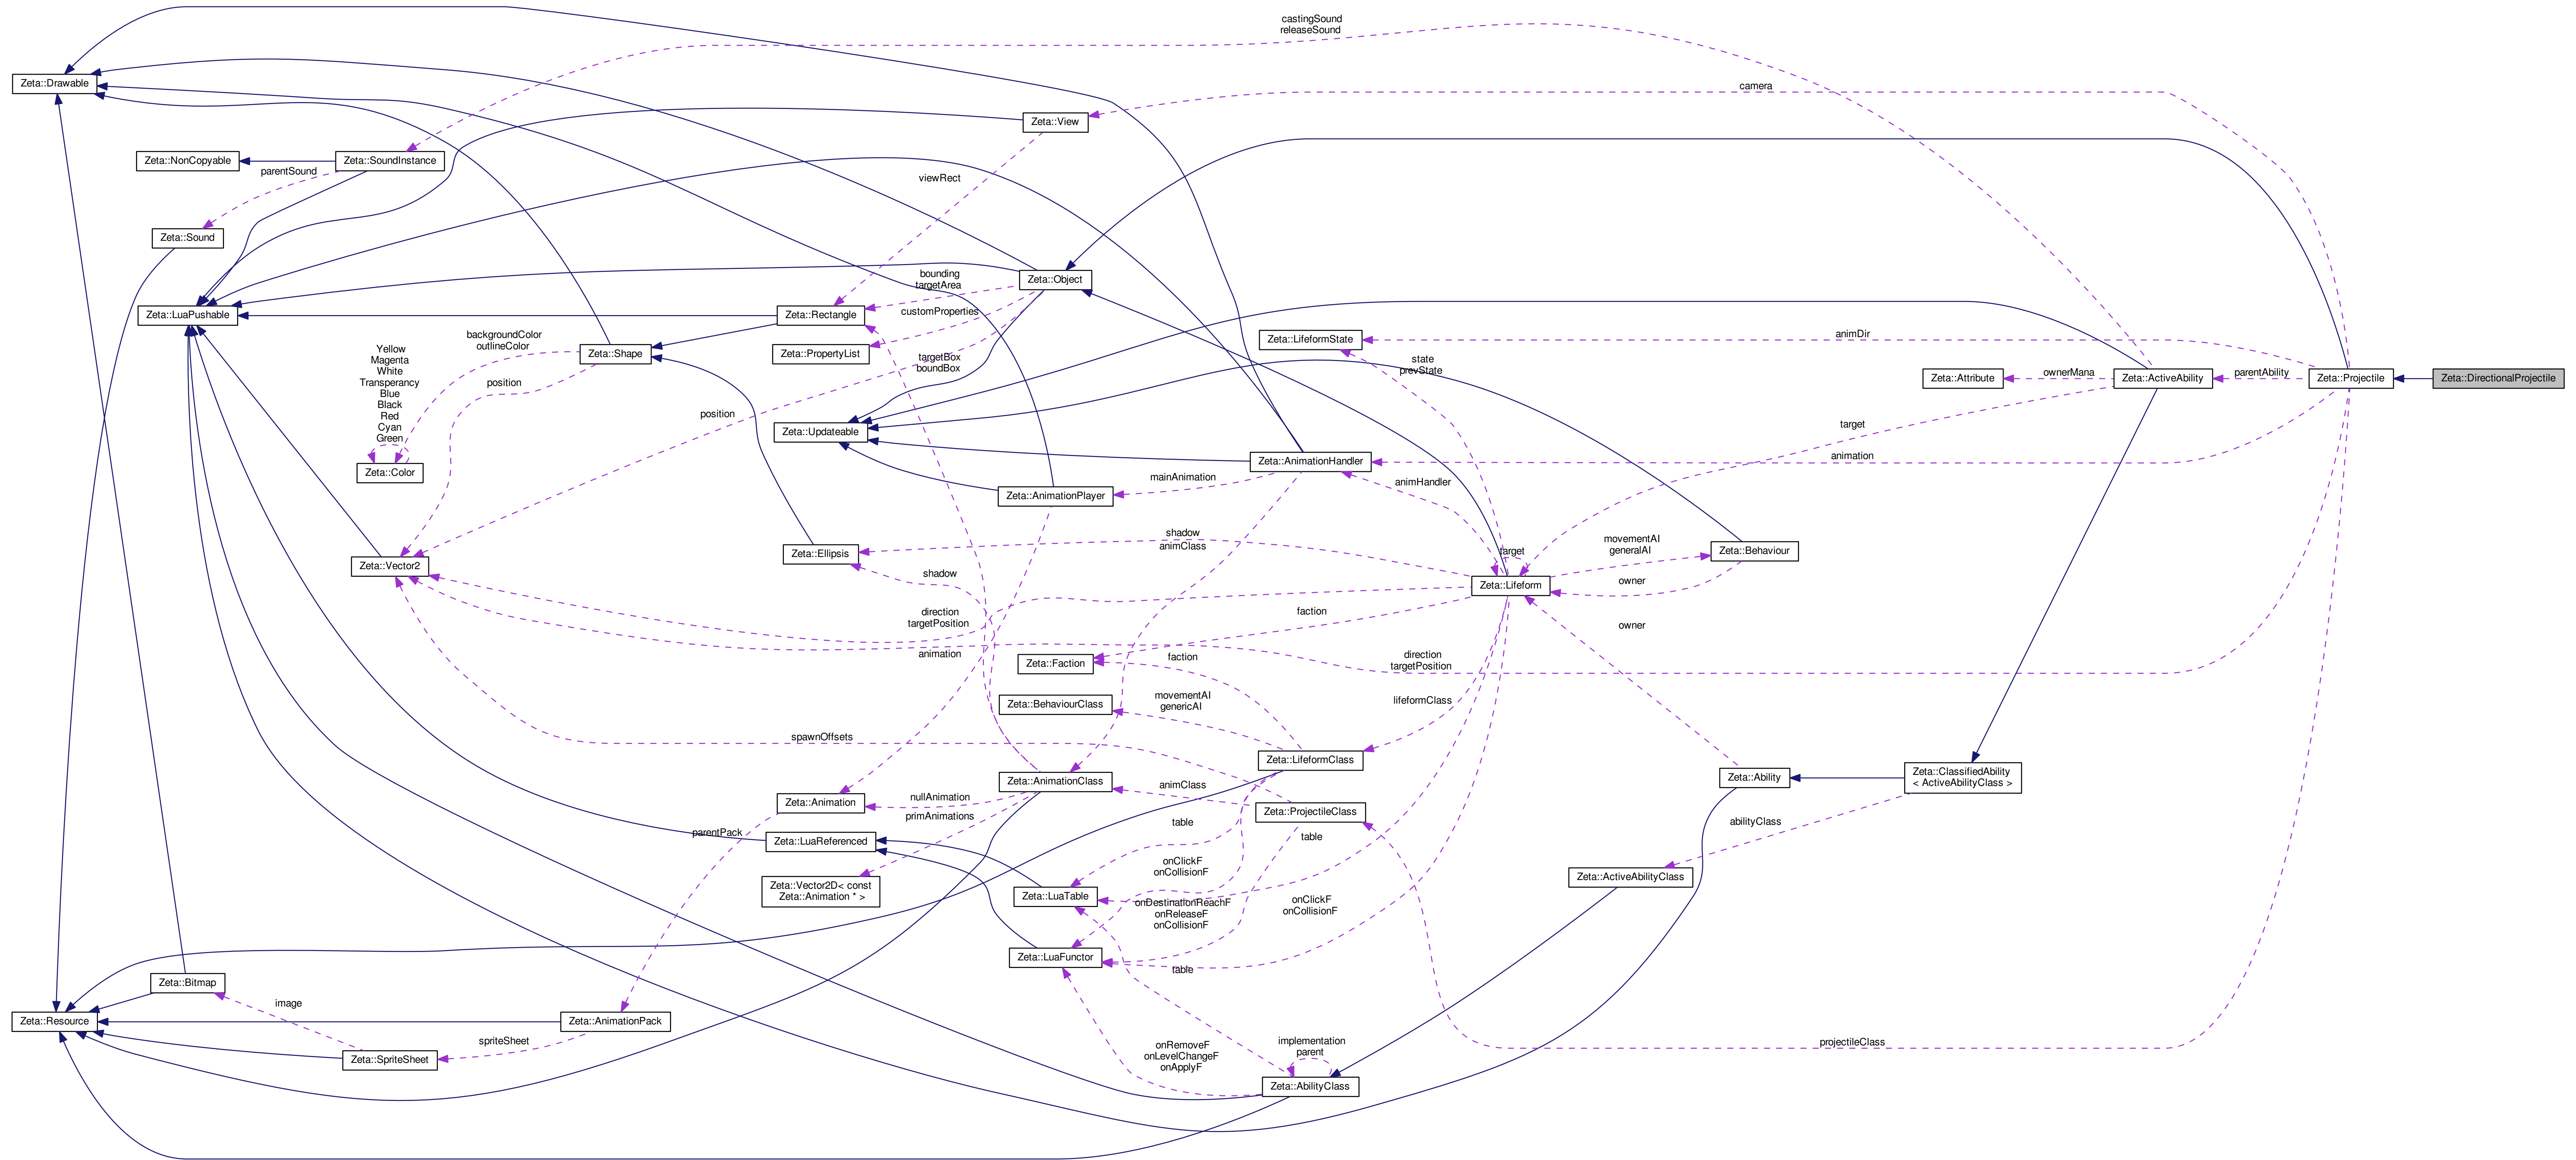 castingSound
releaseSound
Zeta::Drawable
camera
Zeta::View
Zeta::NonCopyable
Zeta::SoundInstance
parentSound
viewRect
Zeta::Sound
Zeta::Object
bounding
targetArea
Zeta::LuaPushable
Zeta::Rectangle
customProperties
backgroundColor
outlineColor
Zeta::Shape
Zeta::PropertyList
Zeta::LifeformState
animDir
Yellow
Magenta
White
Transperancy
Blue
Black
Red
Cyan
Green
position
targetBox
boundBox
state
prevState
Zeta::Attribute
ownerMana
Zeta::ActiveAbility
parentAbility
Zeta::Projectile
Zeta::DirectionalProjectile
position
target
Zeta::Updateable
Zeta::Color
Zeta::AnimationHandler
animation
mainAnimation
animHandler
Zeta::AnimationPlayer
shadow
animClass
movementAI
generalAI
target
Zeta::Ellipsis
Zeta::Behaviour
Zeta::Vector2
shadow
Zeta::Lifeform
owner
direction
targetPosition
faction
owner
animation
Zeta::Faction
faction
direction
targetPosition
movementAI
genericAI
Zeta::BehaviourClass
lifeformClass
spawnOffsets
Zeta::LifeformClass
Zeta::AnimationClass
Zeta::Ability
Zeta::ClassifiedAbility
< ActiveAbilityClass >
nullAnimation
animClass
Zeta::Animation
Zeta::ProjectileClass
primAnimations
abilityClass
parentPack
table
table
Zeta::LuaReferenced
onClickF
onCollisionF
Zeta::ActiveAbilityClass
Zeta::Vector2D< const
Zeta::Animation * >
Zeta::LuaTable
onDestinationReachF
onReleaseF
onCollisionF
onClickF
onCollisionF
Zeta::LuaFunctor
table
Zeta::Bitmap
image
Zeta::Resource
Zeta::AnimationPack
spriteSheet
Zeta::SpriteSheet
onRemoveF
onLevelChangeF
onApplyF
implementation
parent
projectileClass
Zeta::AbilityClass